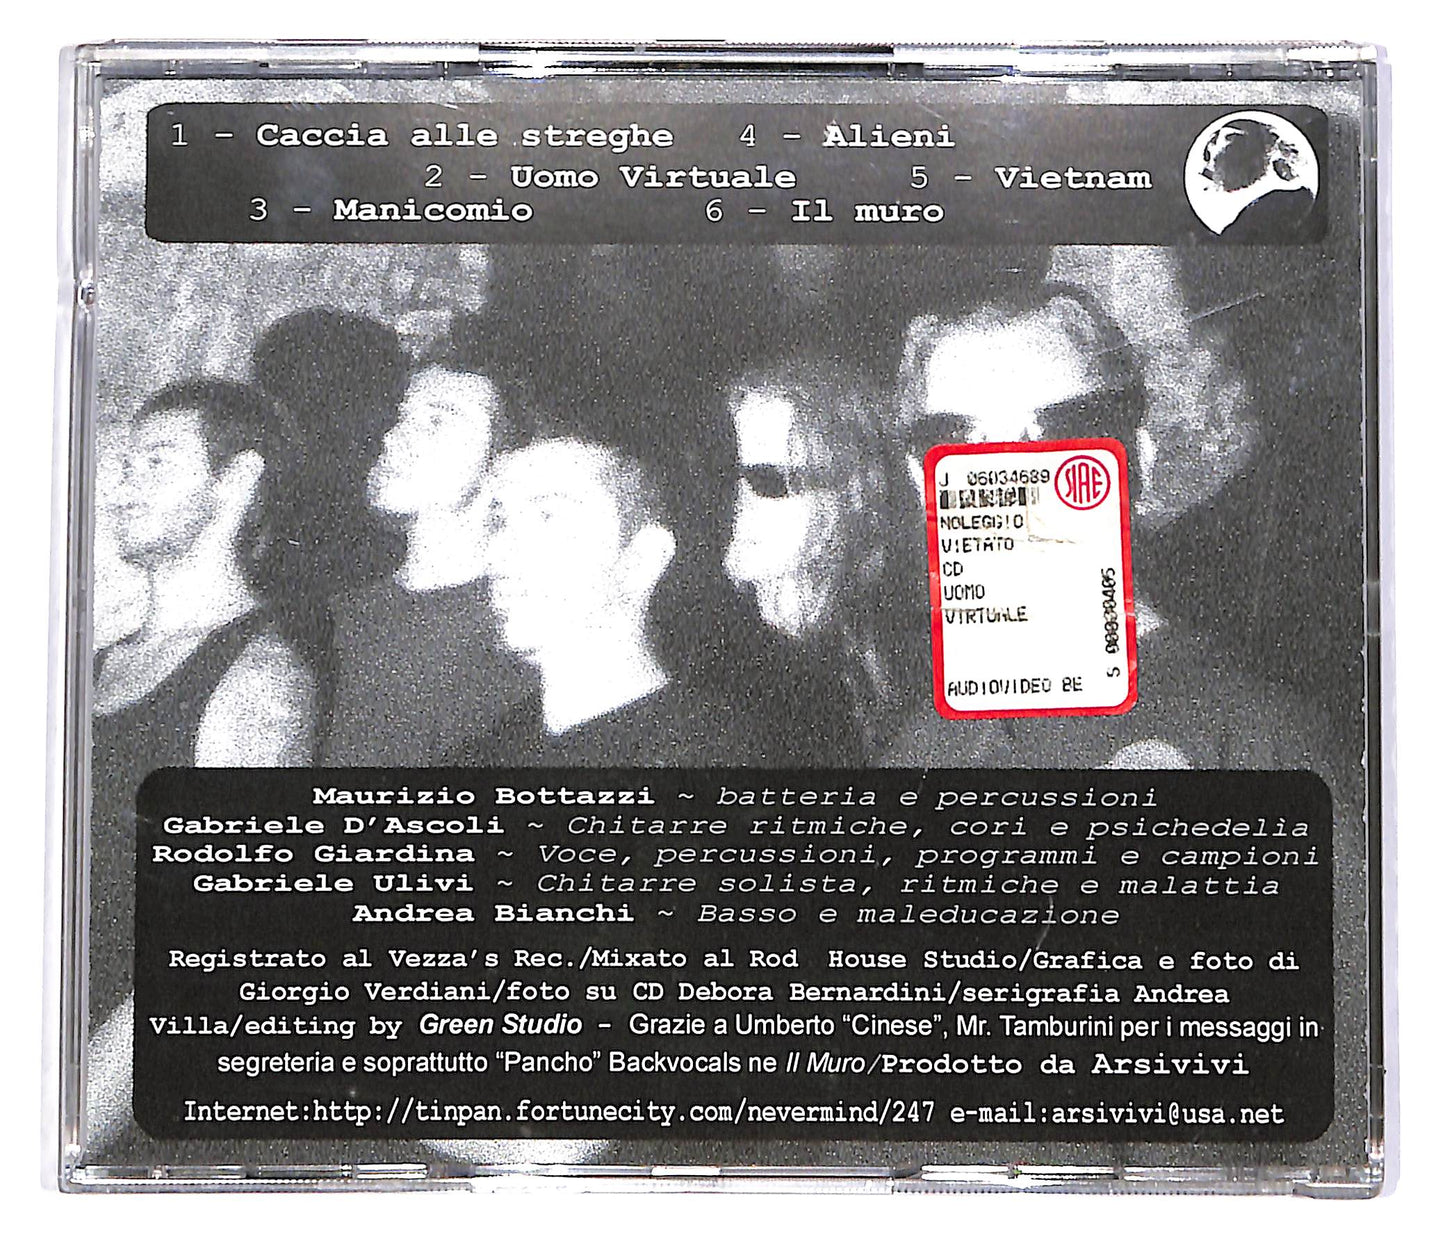 1 - Caccia alle streghe 4 - Alieni
2 - Uomo Virtuale 5 - Vietnam
3 - Manicomio 6 - Il muro
J 06034689 SIAE
NOLEGGIO
VIETATO
CD
UOMO
VIRTUALE
AUDIOVIDEO BE
S 00030405
Maurizio Bottazzi ~ batteria e percussioni
Gabriele D'Ascoli ~ Chitarre ritmiche, cori e psichedelìa
Rodolfo Giardina ~ Voce, percussioni, programmi e campioni
Gabriele Ulivi ~ Chitarre solista, ritmiche e malattia
Andrea Bianchi ~ Basso e maleducazione
Registrato al Vezza's Rec./Mixato al Rod House Studio/Grafica e foto di
Giorgio Verdiani/foto su CD Debora Bernardini/serigrafia Andrea
Villa/editing by Green Studio - Grazie a Umberto “Cinese”, Mr. Tamburini per i messaggi in
segreteria e soprattutto “Pancho” Backvocals ne Il Muro/Prodotto da Arsivivi
Internet:http://tinpan.fortunecity.com/nevermind/247 e-mail:arsivivi@usa.net